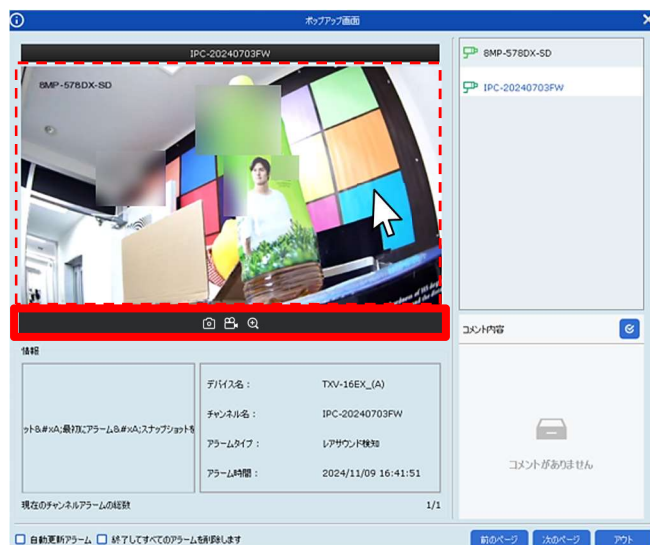 ポップアップ画面
IPC-20240703FW
8MP-578DX-SD
8MP-578DX-SD
IPC-20240703FW
コメント内容
情報
ット&#xA;最初にアラーム&#xA;スナップショットを
デバイス名： TXV-16EX_(A)
チャンネル名： IPC-20240703FW
アラームタイプ： レアサウンド検知
アラーム時間： 2024/11/09 16:41:51
コメントがありません
現在のチャンネルアラームの総数 1/1
自動更新アラーム 終了してすべてのアラームを削除します 前のページ 次のページ アウト